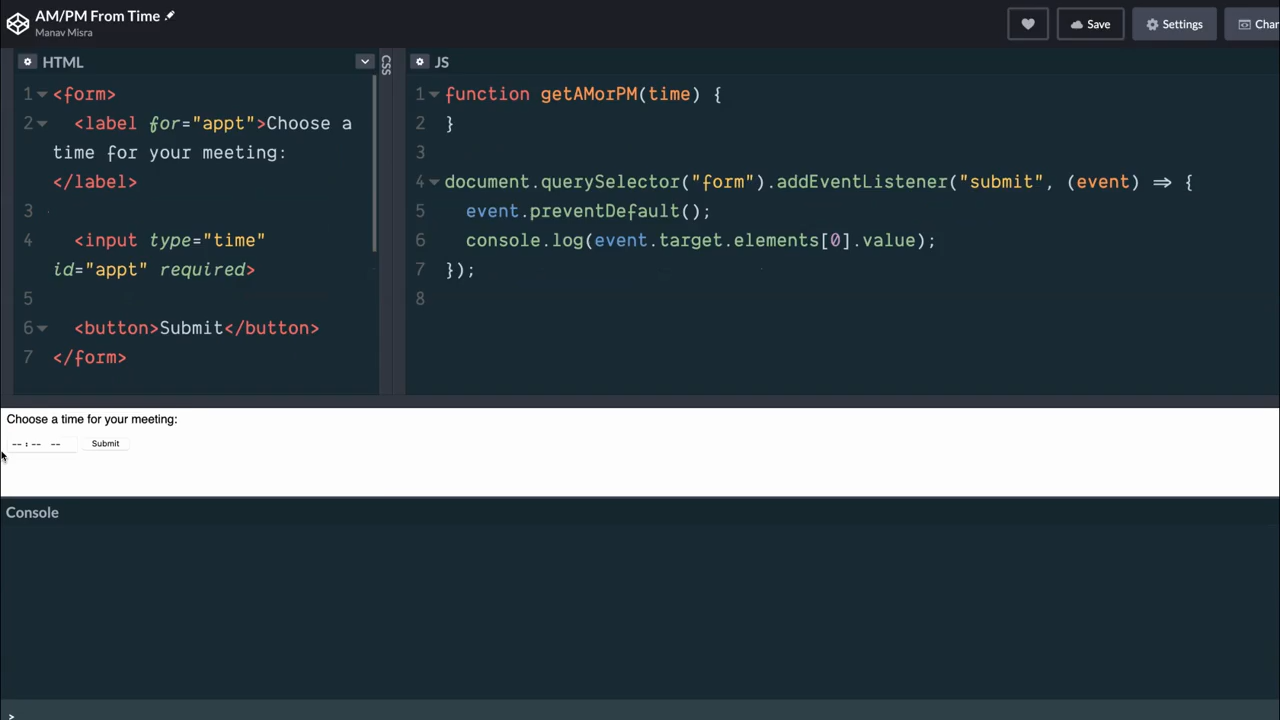 AM/PM From Time
Manav Misra
Save
Settings
HTML
1 <form>
2 <label for="appt">Choose a
time for your meeting:
</label>
3
4 <input type="time"
id="appt" required>
5
6 <button>Submit</button>
7 </form>
CSS
JS
1 function getAMorPM(time) {
2 }
3
4 document.querySelector("form").addEventListener("submit", (event) => {
5 event.preventDefault();
6 console.log(event.target.elements[0].value);
7 });
8
Choose a time for your meeting:
-- : -- --
Submit
Console
>